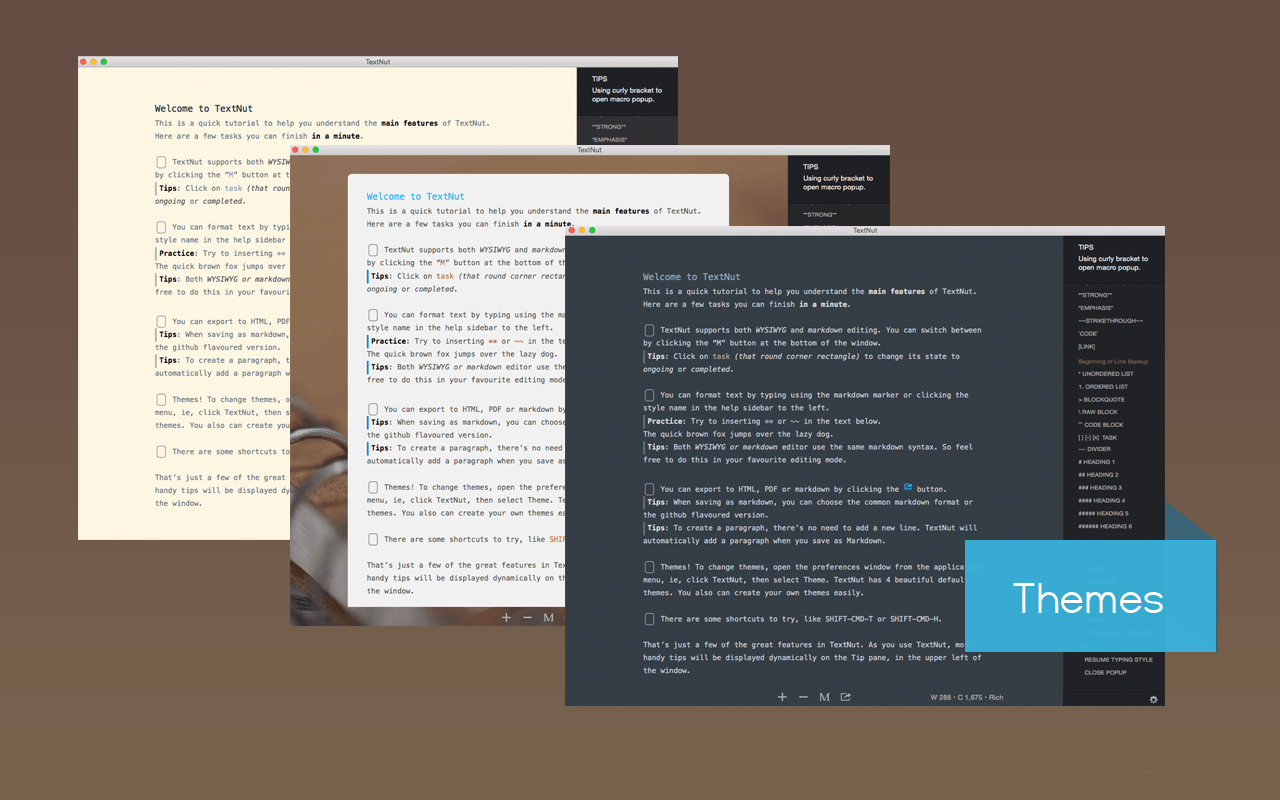 TextNut
Welcome to TextNut
This is a quick tutorial to help you understand the main features of TextNut.
Here are a few tasks you can finish in a minute.
TextNut supports both WYSIW
by clicking the “M” button at t
Tips: Click on task (that roun
ongoing or completed.
You can format text by typi
style name in the help sidebar
Practice: Try to inserting **
The quick brown fox jumps over
Tips: Both WYSIWYG or markdown
free to do this in your favouri
You can export to HTML, PDF
Tips: When saving as markdown,
the github flavoured version.
Tips: To create a paragraph, t
automatically add a paragraph w
Themes! To change themes, o
menu, ie, click TextNut, then s
themes. You also can create you
There are some shortcuts to
That’s just a few of the great
handy tips will be displayed dy
the window.
TIPS
Using curly bracket to
open macro popup.
**STRONG**
*EMPHASIS*
TextNut
Welcome to TextNut
This is a quick tutorial to help you understand the main features of TextNut.
Here are a few tasks you can finish in a minute.
TextNut supports both WYSIWYG and markdown
by clicking the “M” button at the bottom of
Tips: Click on task (that round corner rectan
ongoing or completed.
You can format text by typing using the ma
style name in the help sidebar to the left.
Practice: Try to inserting ** or ~~ in the te
The quick brown fox jumps over the lazy dog.
Tips: Both WYSIWYG or markdown editor use the
free to do this in your favourite editing mode
You can export to HTML, PDF or markdown by
Tips: When saving as markdown, you can choose
the github flavoured version.
Tips: To create a paragraph, there’s no need
automatically add a paragraph when you save as
Themes! To change themes, open the prefere
menu, ie, click TextNut, then select Theme. Te
themes. You also can create your own themes ea
There are some shortcuts to try, like SHIF
That’s just a few of the great features in Tex
handy tips will be displayed dynamically on th
the window.
+ − M
TIPS
Using curly bracket to
open macro popup.
**STRONG**
TextNut
Welcome to TextNut
This is a quick tutorial to help you understand the main features of TextNut.
Here are a few tasks you can finish in a minute.
TextNut supports both WYSIWYG and markdown editing. You can switch between
by clicking the “M” button at the bottom of the window.
Tips: Click on task (that round corner rectangle) to change its state to
ongoing or completed.
You can format text by typing using the markdown marker or clicking the
style name in the help sidebar to the left.
Practice: Try to inserting ** or ~~ in the text below.
The quick brown fox jumps over the lazy dog.
Tips: Both WYSIWYG or markdown editor use the same markdown syntax. So feel
free to do this in your favourite editing mode.
You can export to HTML, PDF or markdown by clicking the button.
Tips: When saving as markdown, you can choose the common markdown format or
the github flavoured version.
Tips: To create a paragraph, there’s no need to add a new line. TextNut will
automatically add a paragraph when you save as Markdown.
Themes! To change themes, open the preferences window from the applicat
menu, ie, click TextNut, then select Theme. TextNut has 4 beautiful defaul
themes. You also can create your own themes easily.
There are some shortcuts to try, like SHIFT-CMD-T or SHIFT-CMD-H.
That’s just a few of the great features in TextNut. As you use TextNut, mo
handy tips will be displayed dynamically on the Tip pane, in the upper left of
the window.
+ − M
W 288 • C 1,675 • Rich
TIPS
Using curly bracket to
open macro popup.
**STRONG**
*EMPHASIS*
~~STRIKETHROUGH~~
`CODE`
[LINK]
Beginning of Line Markup
* UNORDERED LIST
1. ORDERED LIST
> BLOCKQUOTE
\ RAW BLOCK
``` CODE BLOCK
[ ] [-] [x] TASK
--- DIVIDER
# HEADING 1
## HEADING 2
### HEADING 3
#### HEADING 4
##### HEADING 5
###### HEADING 6
Themes
RESUME TYPING STYLE
CLOSE POPUP